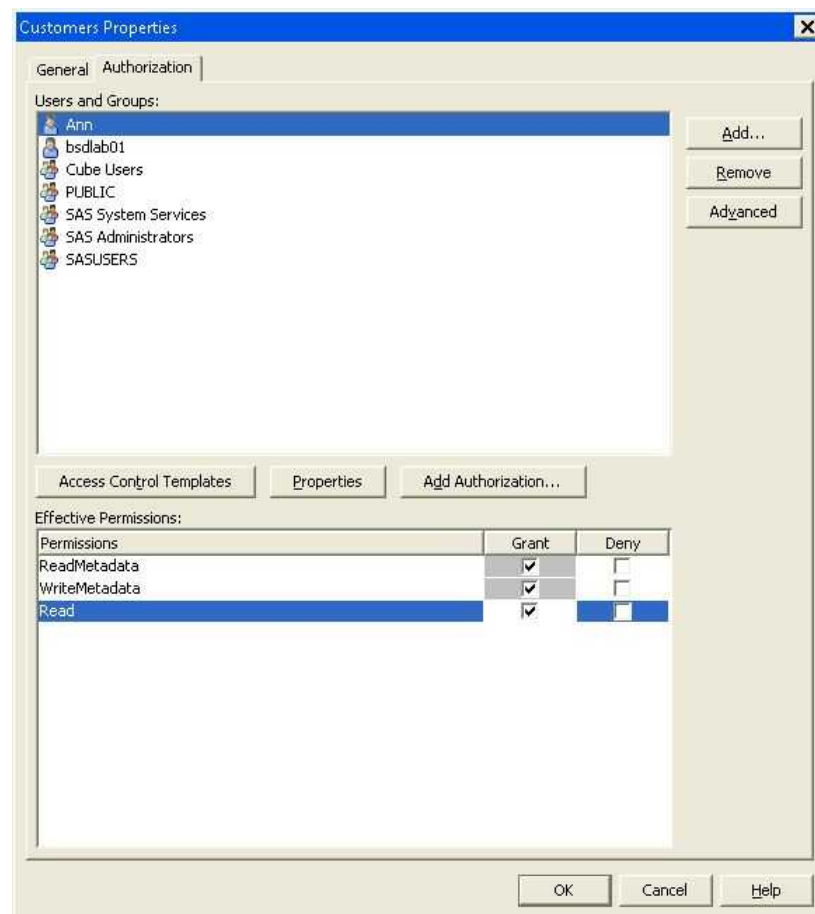 Customers Properties
General Authorization
Users and Groups:
Ann
bsdlab01
Cube Users
PUBLIC
SAS System Services
SAS Administrators
SASUSERS
Add...
Remove
Advanced
Access Control Templates Properties Add Authorization...
Effective Permissions:
Permissions Grant Deny
ReadMetadata
WriteMetadata
Read
OK Cancel Help